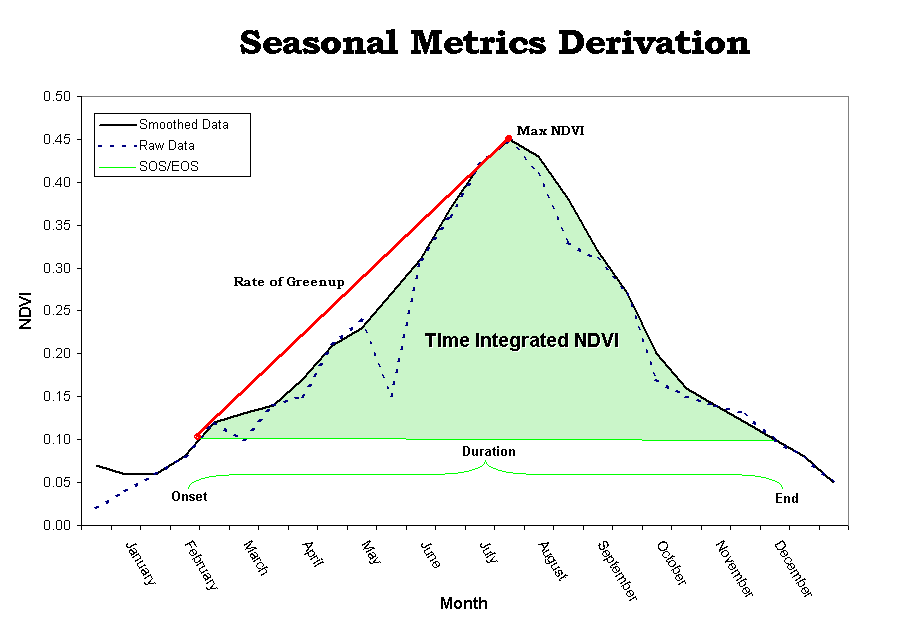 Seasonal Metrics Derivation
0.50
0.45
0.40
0.35
0.30
0.25
0.20
0.15
0.10
0.05
0.00
NDVI
Smoothed Data
Raw Data
SOS/EOS
Max NDVI
Rate of Greenup
TIme Integrated NDVI
Duration
Onset
End
January
February
March
April
May
June
July
August
September
October
November
December
Month